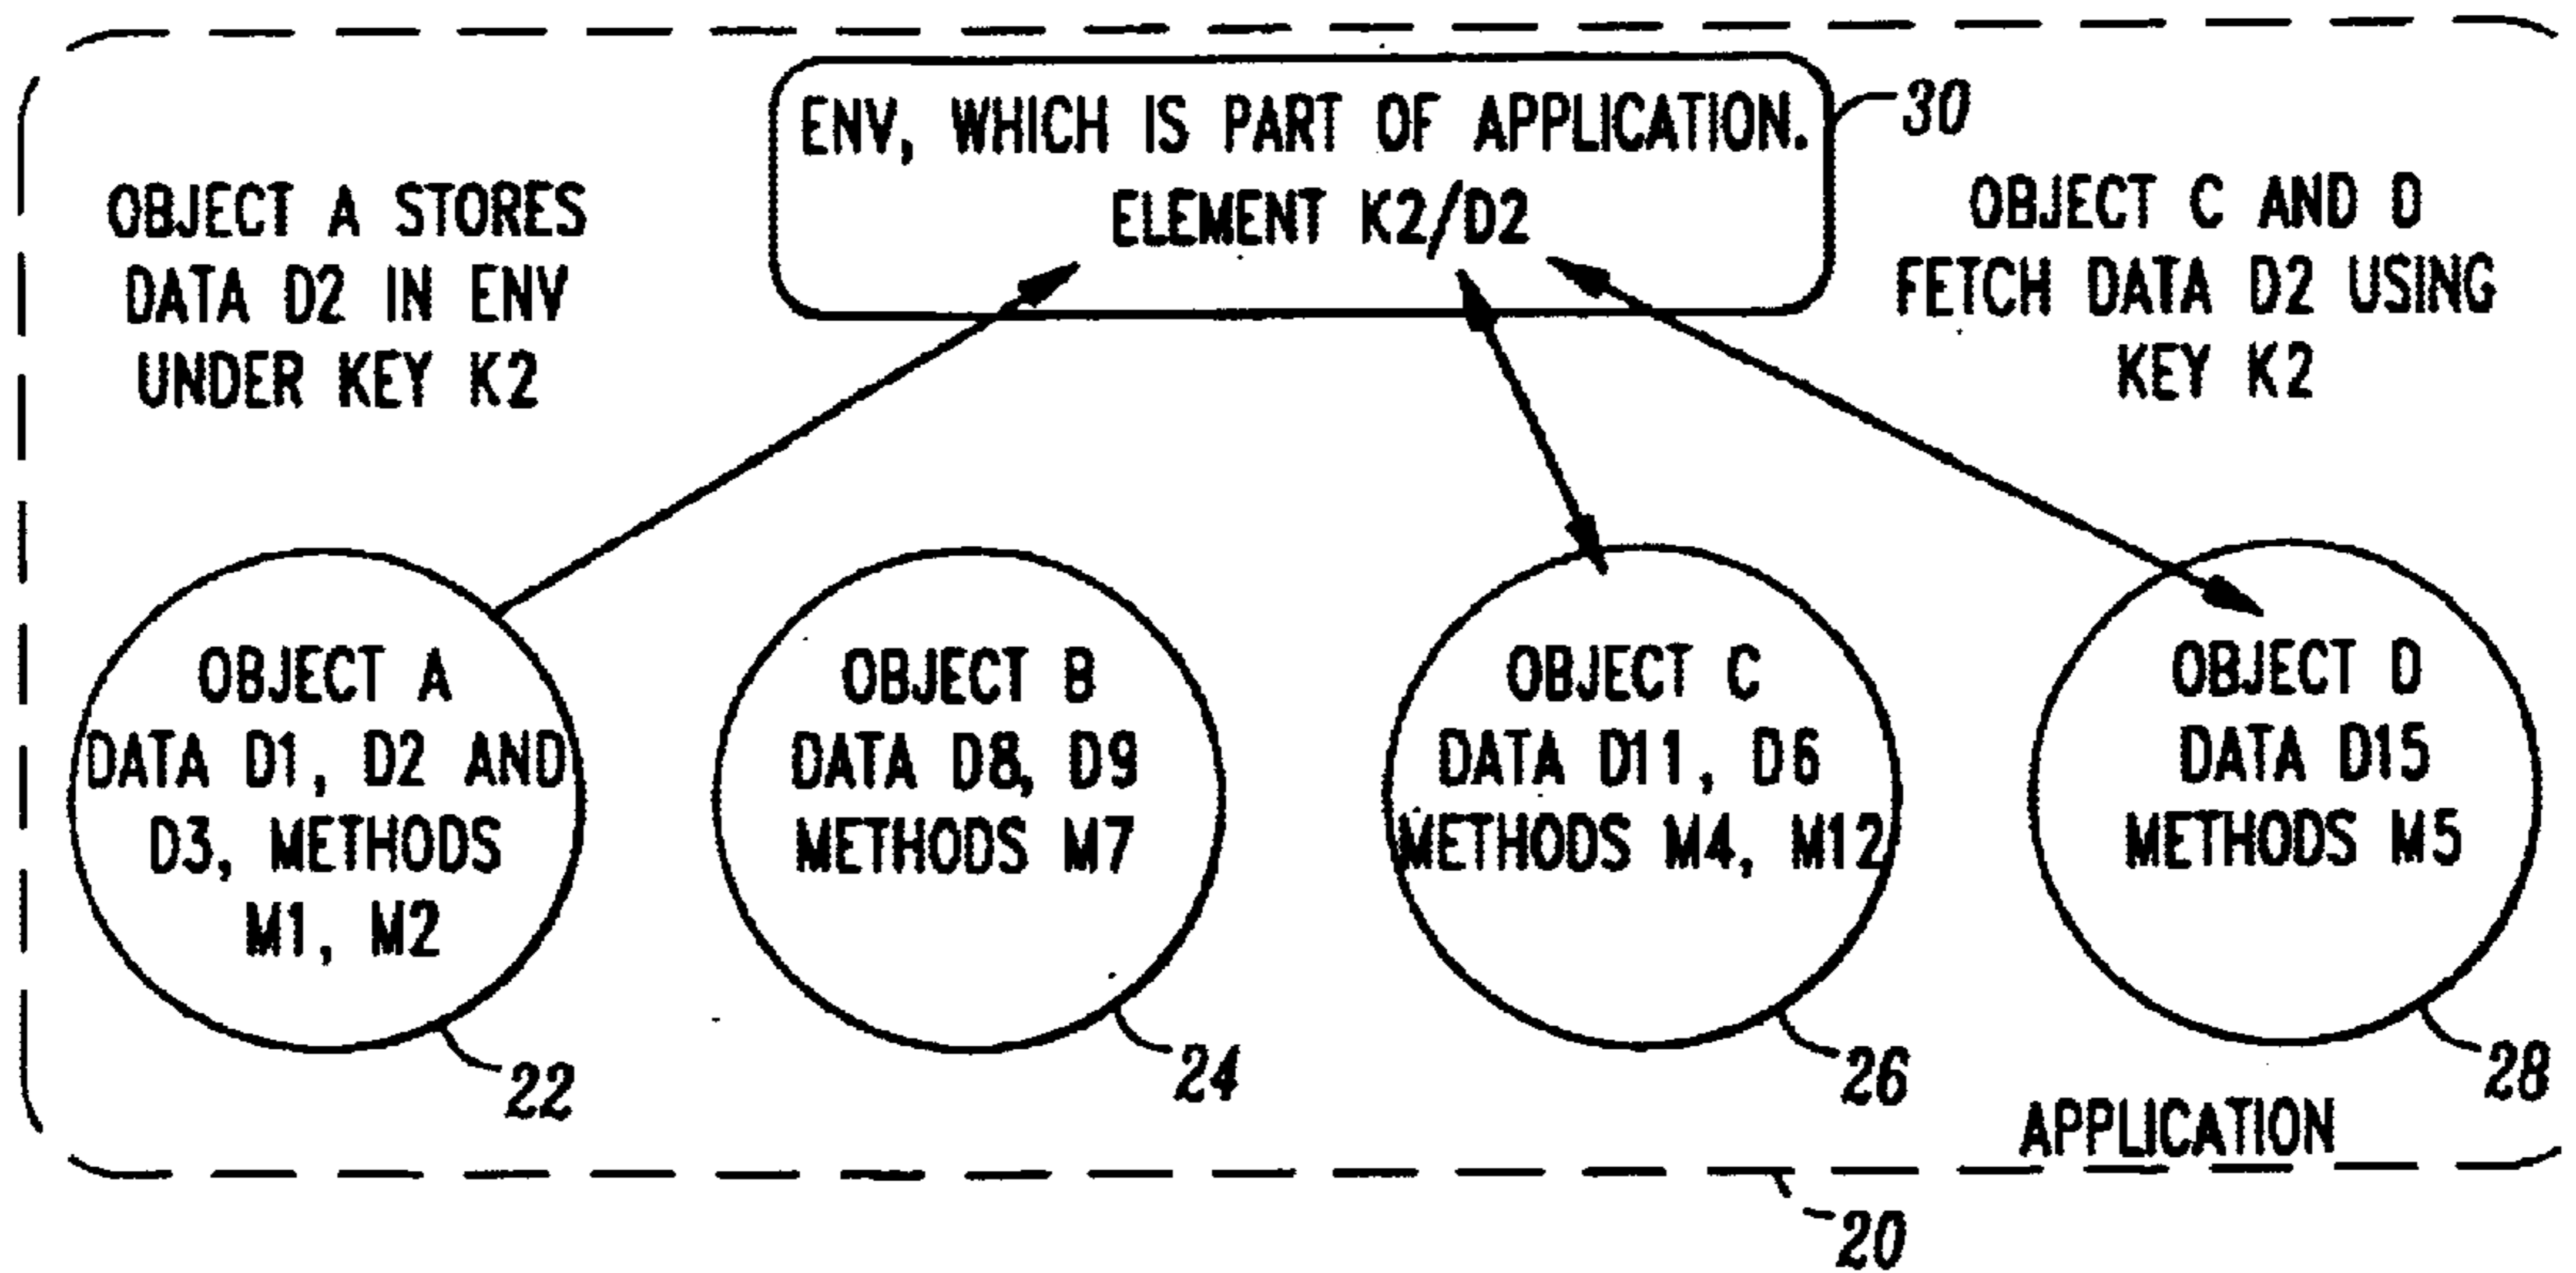 ENV, WHICH IS PART OF APPLICATION.
ELEMENT K2/D2
30
OBJECT A STORES
DATA D2 IN ENV
UNDER KEY K2
OBJECT C AND D
FETCH DATA D2 USING
KEY K2
OBJECT A
DATA D1, D2 AND
D3, METHODS
M1, M2
22
OBJECT B
DATA D8, D9
METHODS M7
24
OBJECT C
DATA D11, D6
METHODS M4, M12
26
OBJECT D
DATA D15
METHODS M5
28
APPLICATION
20